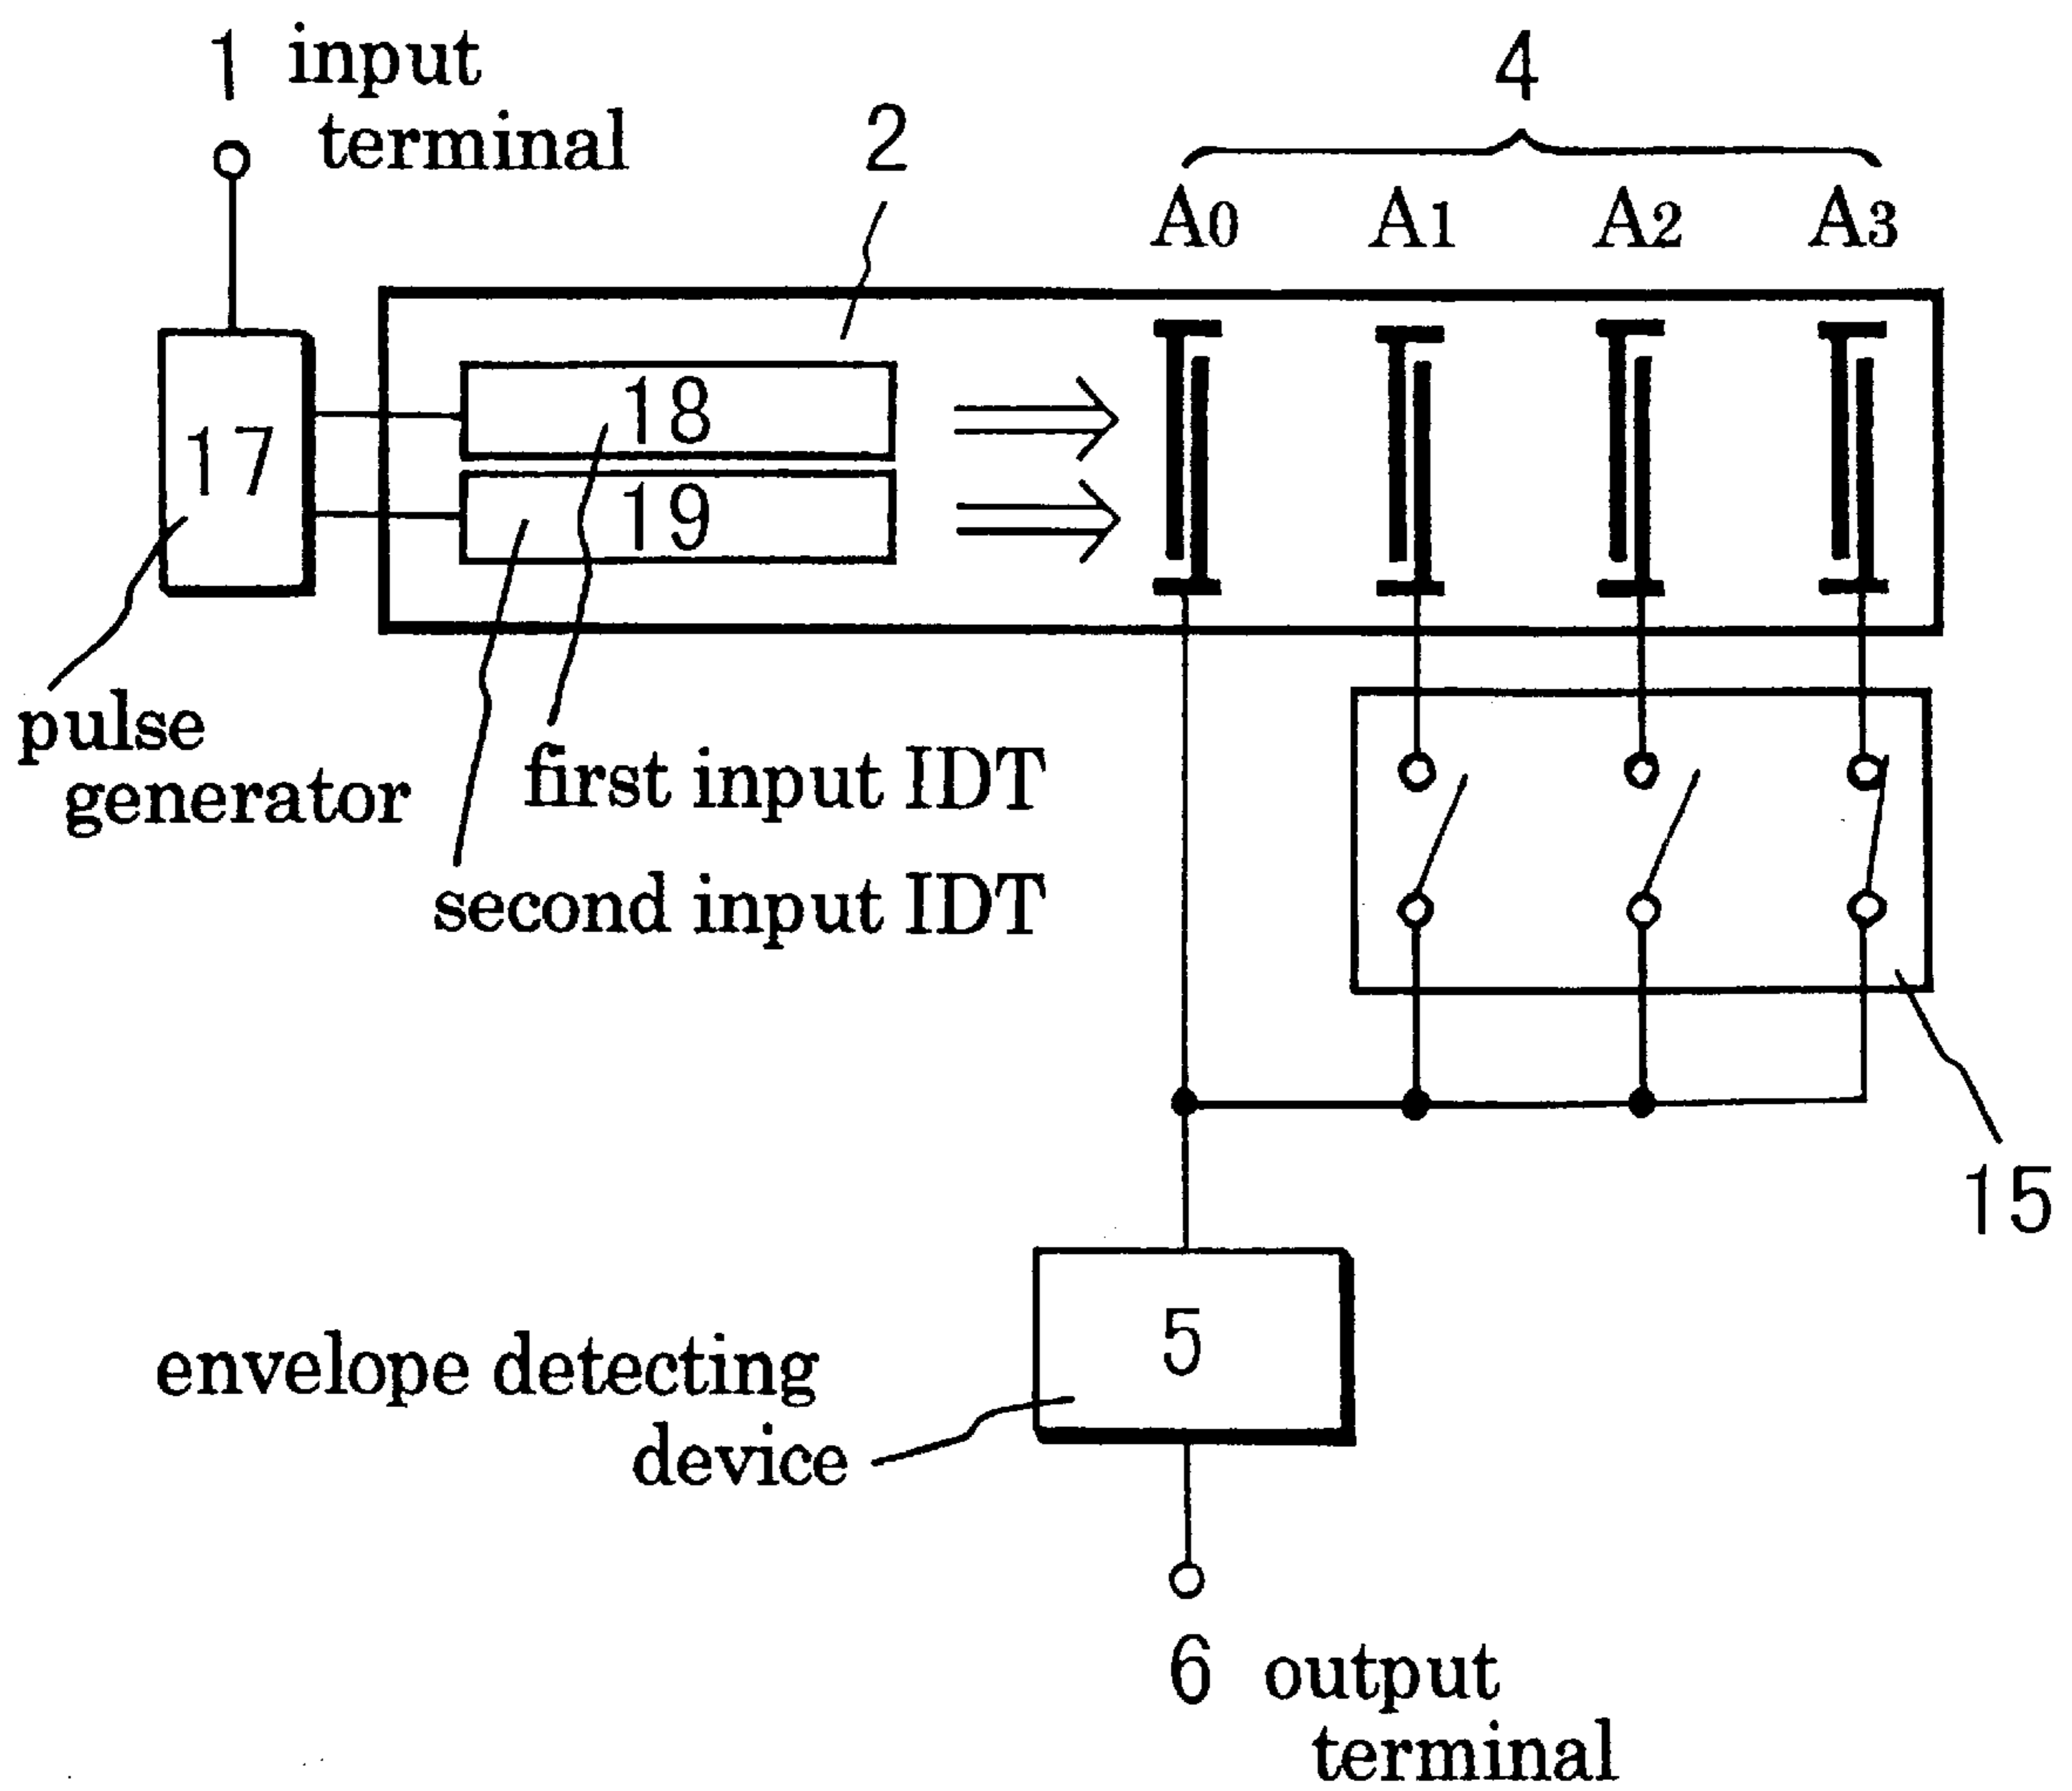 1 input
terminal
2
4
A0 A1 A2 A3
18
17
19
pulse
generator
first input IDT
second input IDT
15
5
envelope detecting
device
6 output
terminal